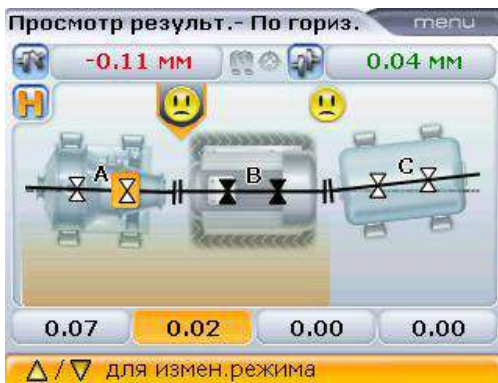 Просмотр результ.- По гориз. menu
-0.11 мм 0.04 мм
H
A B C
0.07 0.02 0.00 0.00
△/▽ для измен.режима